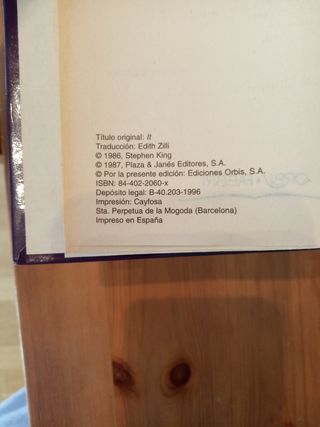 Título original: It
Traducción: Edith Zilli
© 1986, Stephen King
© 1987, Plaza & Janés Editores, S.A.
© Por la presente edición: Ediciones Orbis, S.A.
ISBN: 84-402-2060-x
Depósito legal: B-40.203-1996
Impresión: Cayfosa
Sta. Perpetua de la Mogoda (Barcelona)
Impreso en España